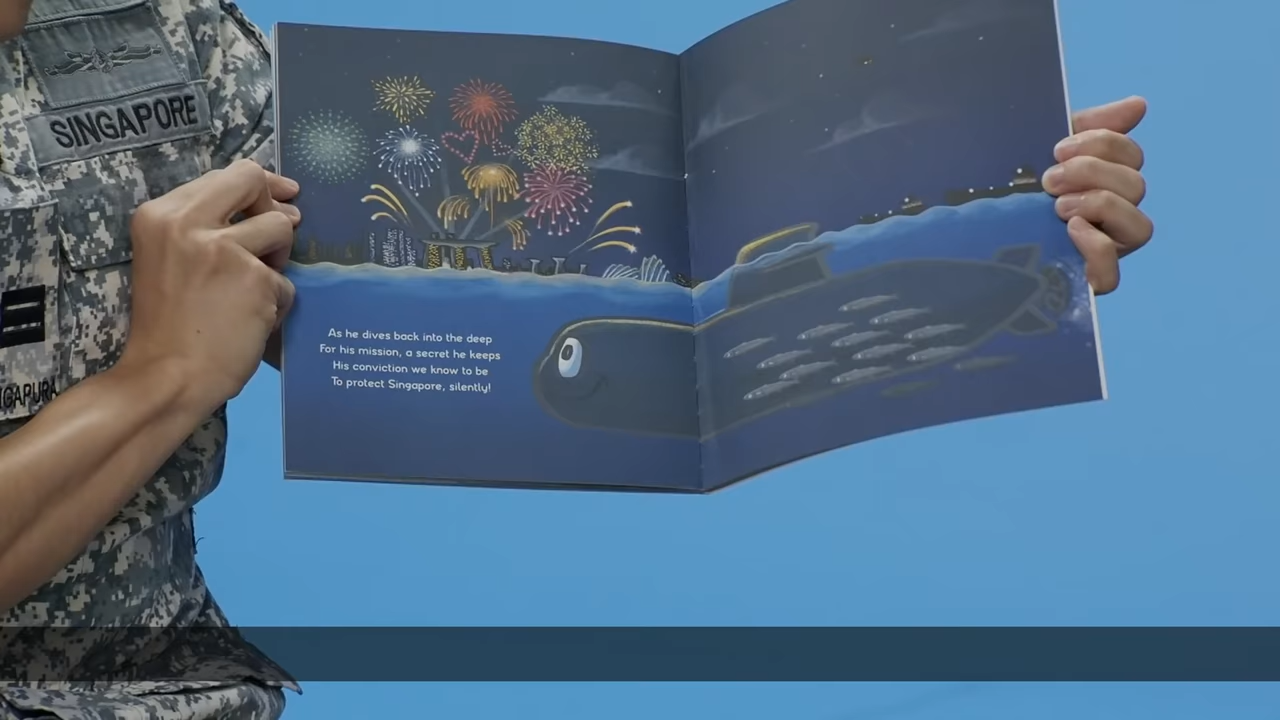 SINGAPORE
GAPURA
As he dives back into the deep
For his mission, a secret he keeps
His conviction we know to be
To protect Singapore, silently!